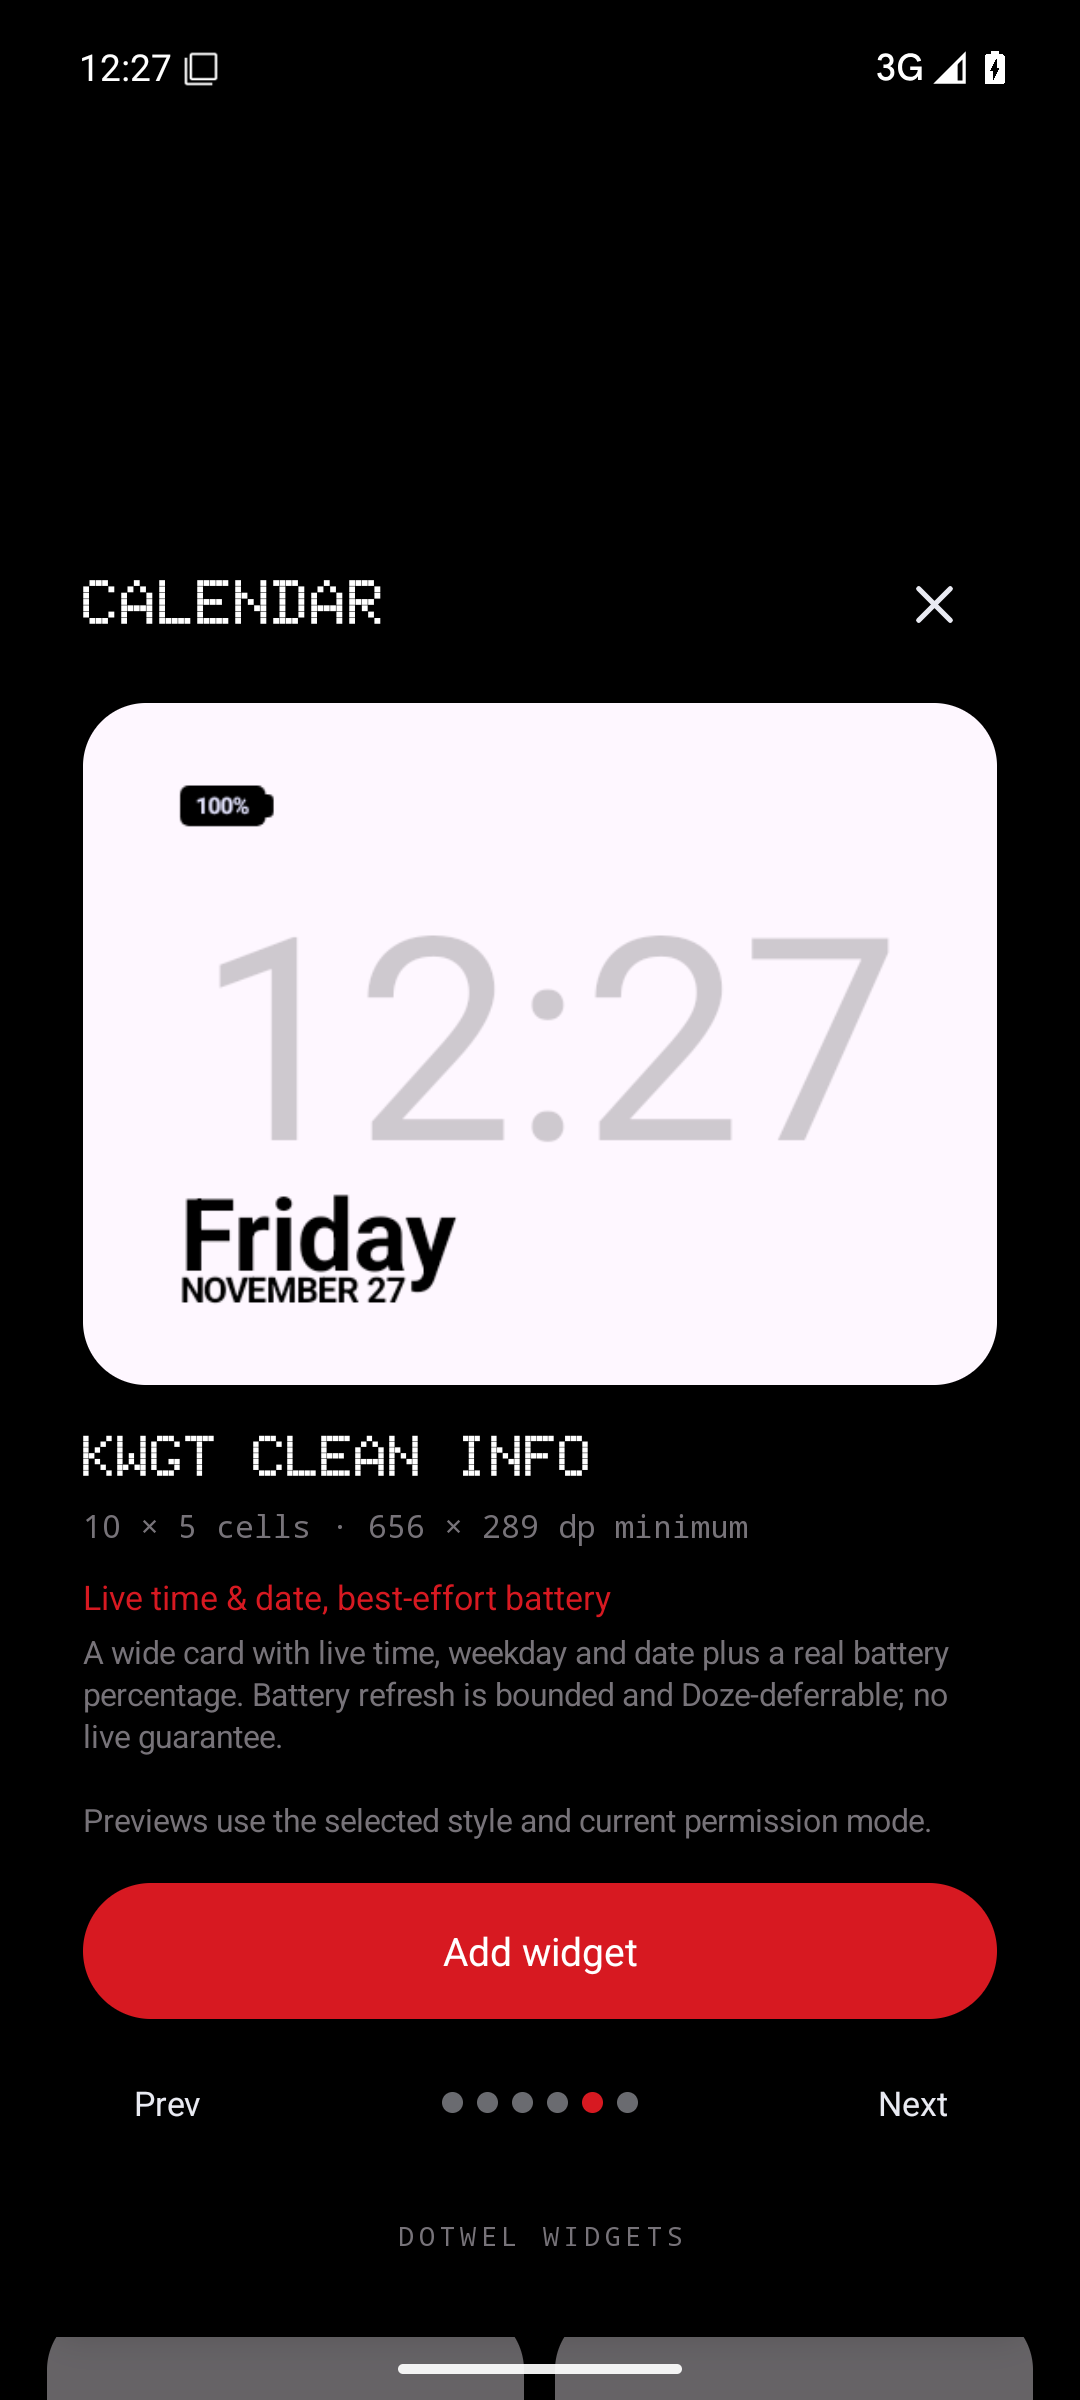 12:27
3G
CALENDAR
100%
12:27
Friday
NOVEMBER 27
KWGT CLEAN INFO
10 × 5 cells · 656 × 289 dp minimum
Live time & date, best-effort battery
A wide card with live time, weekday and date plus a real battery
percentage. Battery refresh is bounded and Doze-deferrable; no
live guarantee.
Previews use the selected style and current permission mode.
Add widget
Prev
Next
DOTWEL WIDGETS